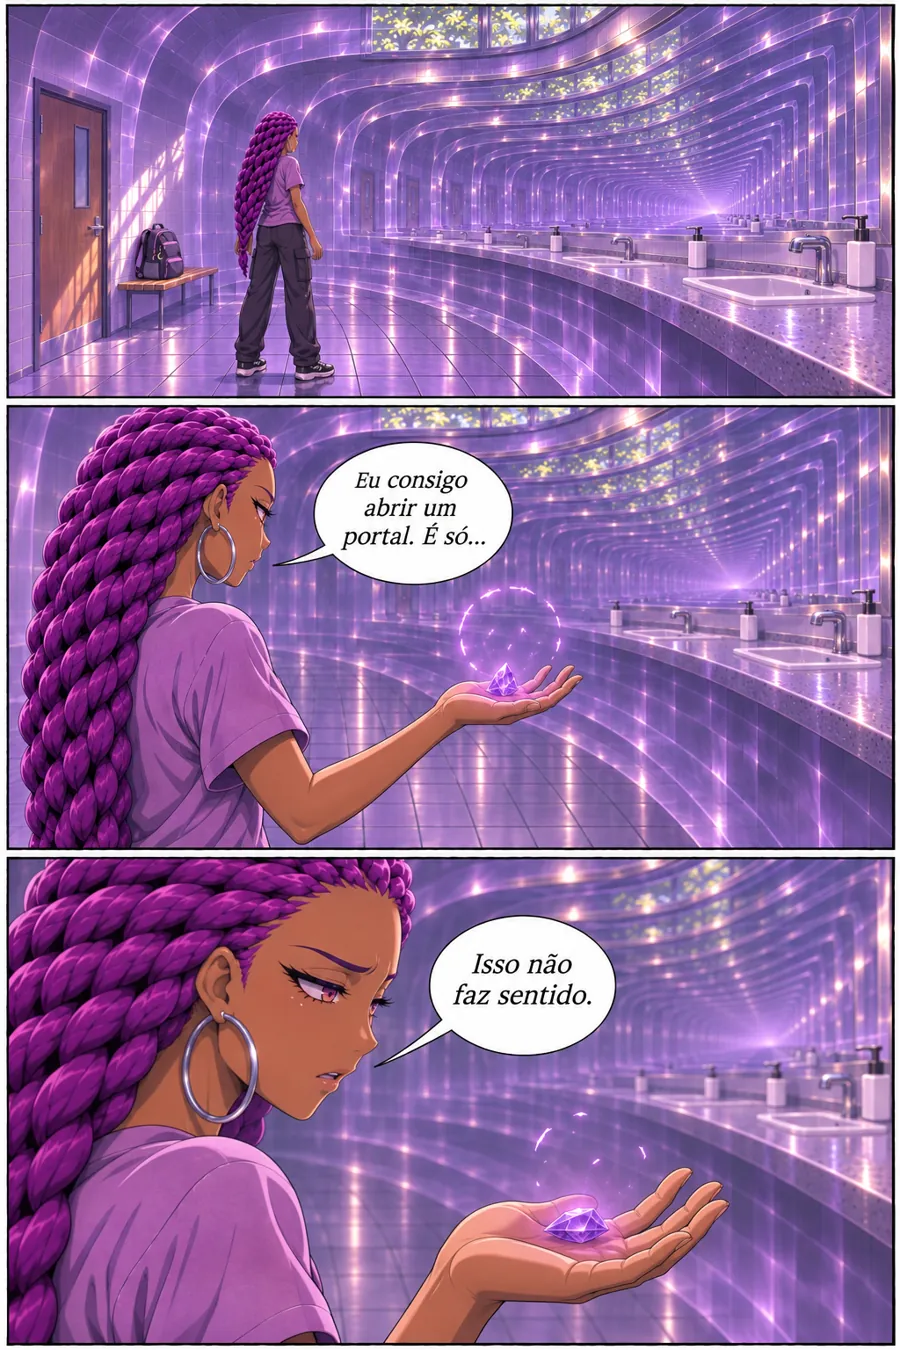 Eu consigo
abrir um
portal. É só...
Isso não
faz sentido.